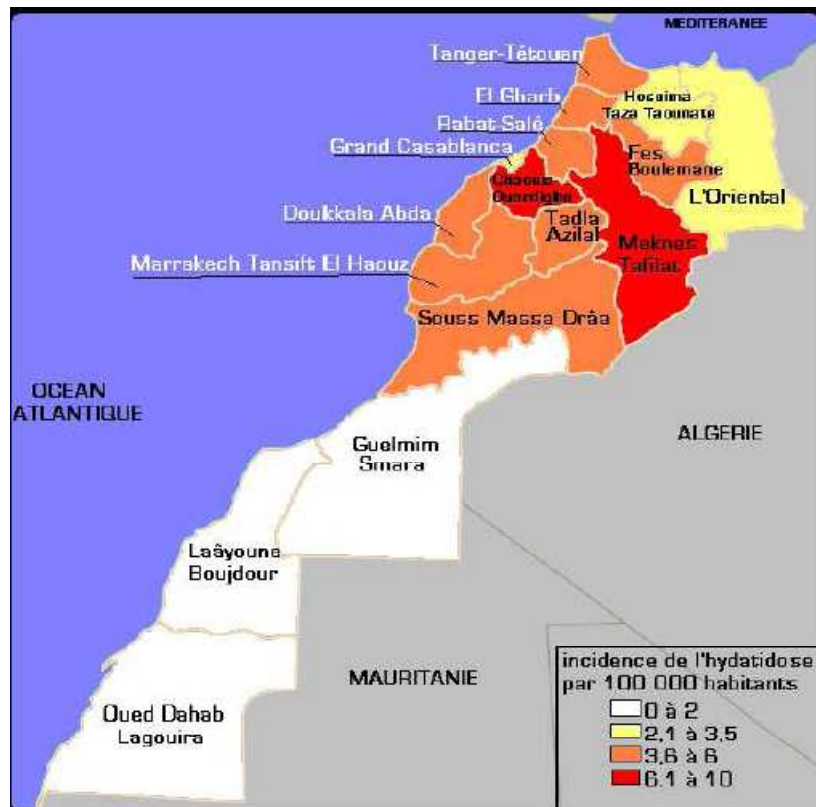 MEDITERANEE
Tanger-Tétouan
El Gharb
Hoceima
Taza Taounate
Rabat Salé
Grand Casablanca
Fes
Boulemane
Chaouia
Ouardigha
L'Oriental
Doukkala Abda
Tadla
Azilal
Meknes
Tafilat
Marrakech Tansift El Haouz
Souss Massa Drâa
OCEAN
ATLANTIQUE
ALGERIE
Guelmim
Smara
Laâyoune
Boujdour
MAURITANIE
Oued Dahab
Lagouira
incidence de l'hydatidose
par 100 000 habitants
0 à 2
2,1 à 3,5
3,6 à 6
6.1 à 10